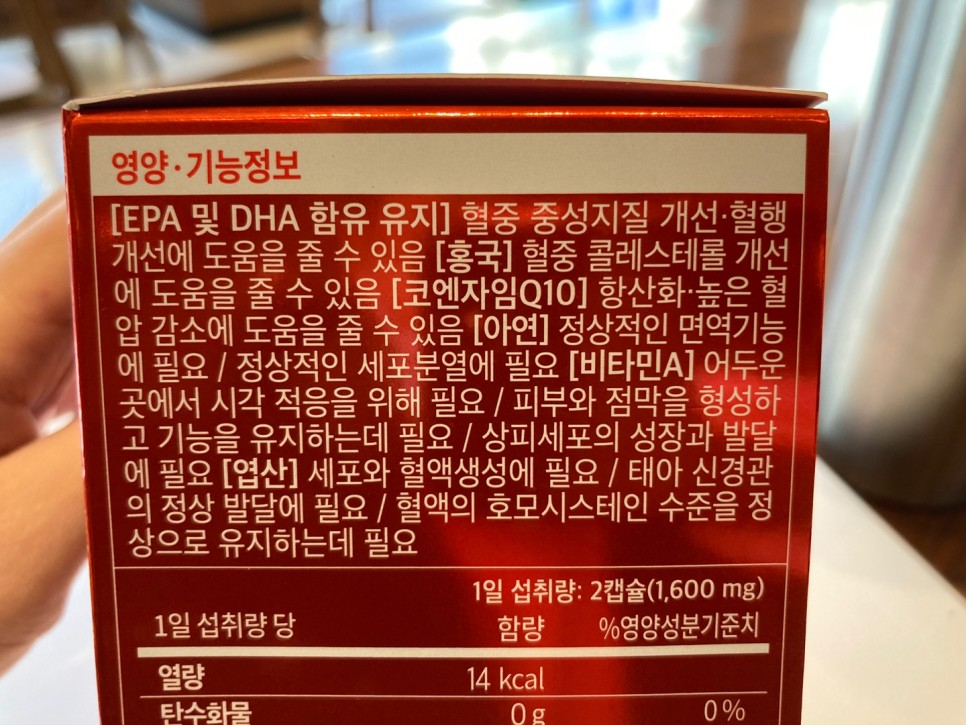 영양·기능정보
[EPA 및 DHA 함유 유지] 혈중 중성지질 개선·혈행
개선에 도움을 줄 수 있음 [홍국] 혈중 콜레스테롤 개선
에 도움을 줄 수 있음 [코엔자임Q10] 항산화·높은 혈
압 감소에 도움을 줄 수 있음 [아연] 정상적인 면역기능
에 필요 / 정상적인 세포분열에 필요 [비타민A] 어두운
곳에서 시각 적응을 위해 필요 / 피부와 점막을 형성하
고 기능을 유지하는데 필요 / 상피세포의 성장과 발달
에 필요 [엽산] 세포와 혈액생성에 필요 / 태아 신경관
의 정상 발달에 필요 / 혈액의 호모시스테인 수준을 정
상으로 유지하는데 필요
1일 섭취량: 2캡슐(1,600 mg)
1일 섭취량 당 함량 %영양성분기준치
열량 14 kcal
탄수화물 0 g 0 %